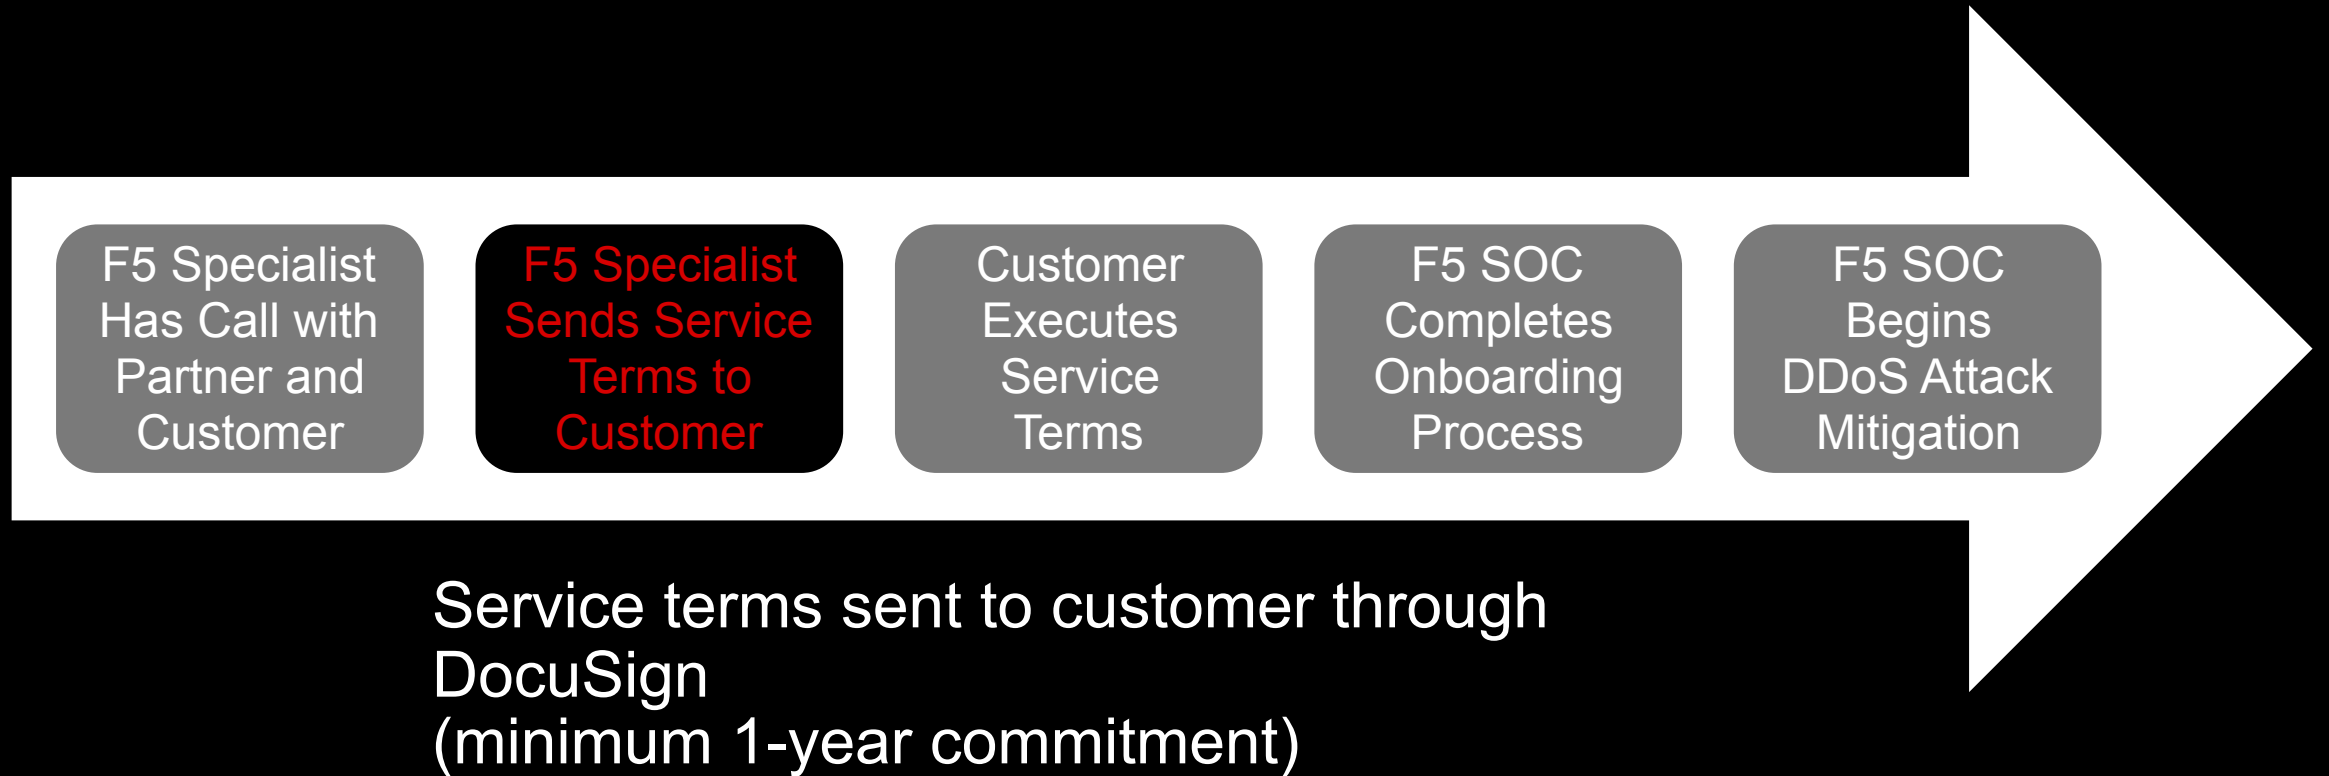 F5 Specialist
Has Call with
Partner and
Customer
F5 Specialist
Sends Service
Terms to
Customer
Customer
Executes
Service
Terms
F5 SOC
Completes
Onboarding
Process
F5 SOC
Begins
DDoS Attack
Mitigation
Service terms sent to customer through
DocuSign
(minimum 1-year commitment)